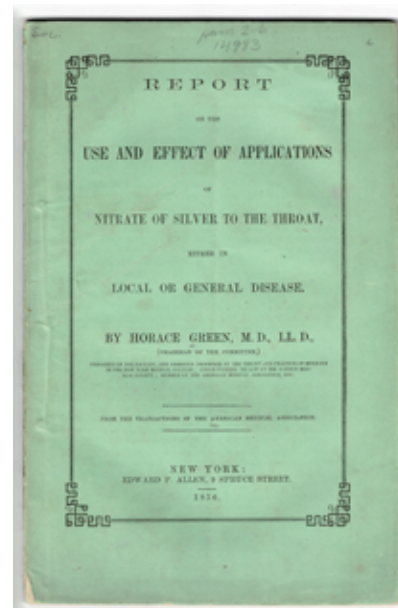 14983
REPORT
ON THE
USE AND EFFECT OF APPLICATIONS
OF
NITRATE OF SILVER TO THE THROAT,
EITHER IN
LOCAL OR GENERAL DISEASE.
BY HORACE GREEN, M. D., LL. D.,
(CHAIRMAN OF THE COMMITTEE,)
FROM THE TRANSACTIONS OF THE AMERICAN MEDICAL ASSOCIATION.
NEW YORK:
EDWARD P. ALLEN, 9 SPRUCE STREET.
1856.